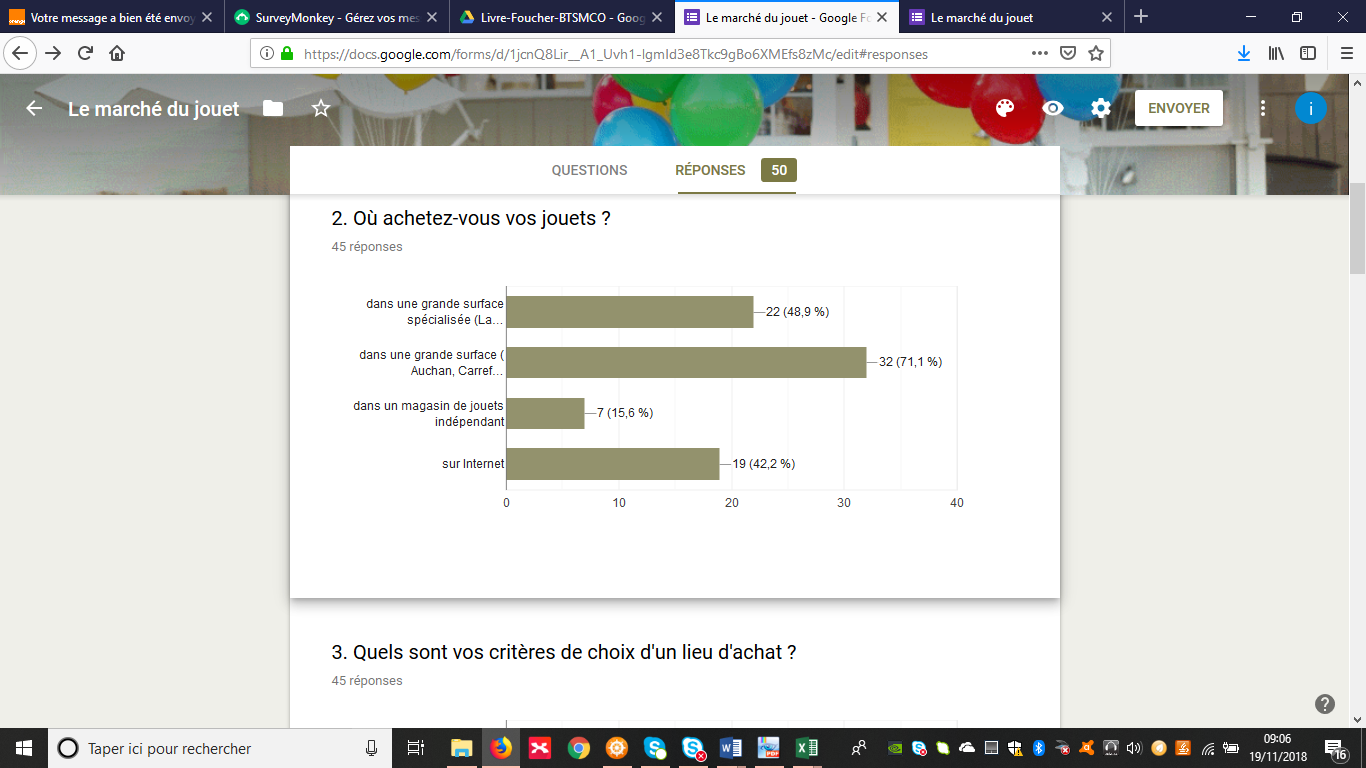 Votre message a bien été envoy
SurveyMonkey - Gérez vos mes
Livre-Foucher-BTSMCO - Goog
Le marché du jouet - Google Fo
Le marché du jouet
https://docs.google.com/forms/d/1jcnQ8Lir__A1_Uvh1-lgmId3e8Tkc9gBo6XMEfs8zMc/edit#responses
Le marché du jouet
ENVOYER
i
QUESTIONS
RÉPONSES 50
2. Où achetez-vous vos jouets ?
45 réponses
dans une grande surface
spécialisée (La...
22 (48,9 %)
dans une grande surface (
Auchan, Carref...
32 (71,1 %)
dans un magasin de jouets
indépendant
7 (15,6 %)
sur Internet
19 (42,2 %)
0 10 20 30 40
3. Quels sont vos critères de choix d'un lieu d'achat ?
45 réponses
Taper ici pour rechercher
09:06
19/11/2018
16